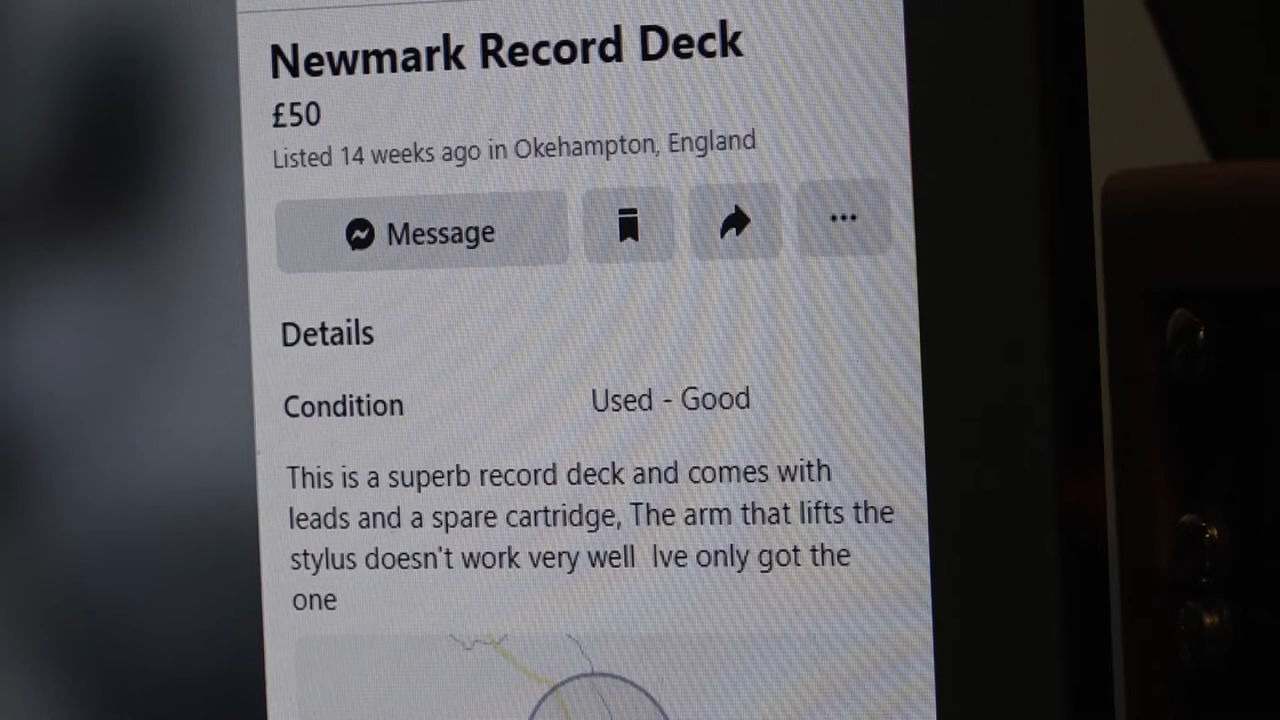 Newmark Record Deck
£50
Listed 14 weeks ago in Okehampton, England
Message
Details
Condition Used - Good
This is a superb record deck and comes with
leads and a spare cartridge, The arm that lifts the
stylus doesn't work very well  Ive only got the
one